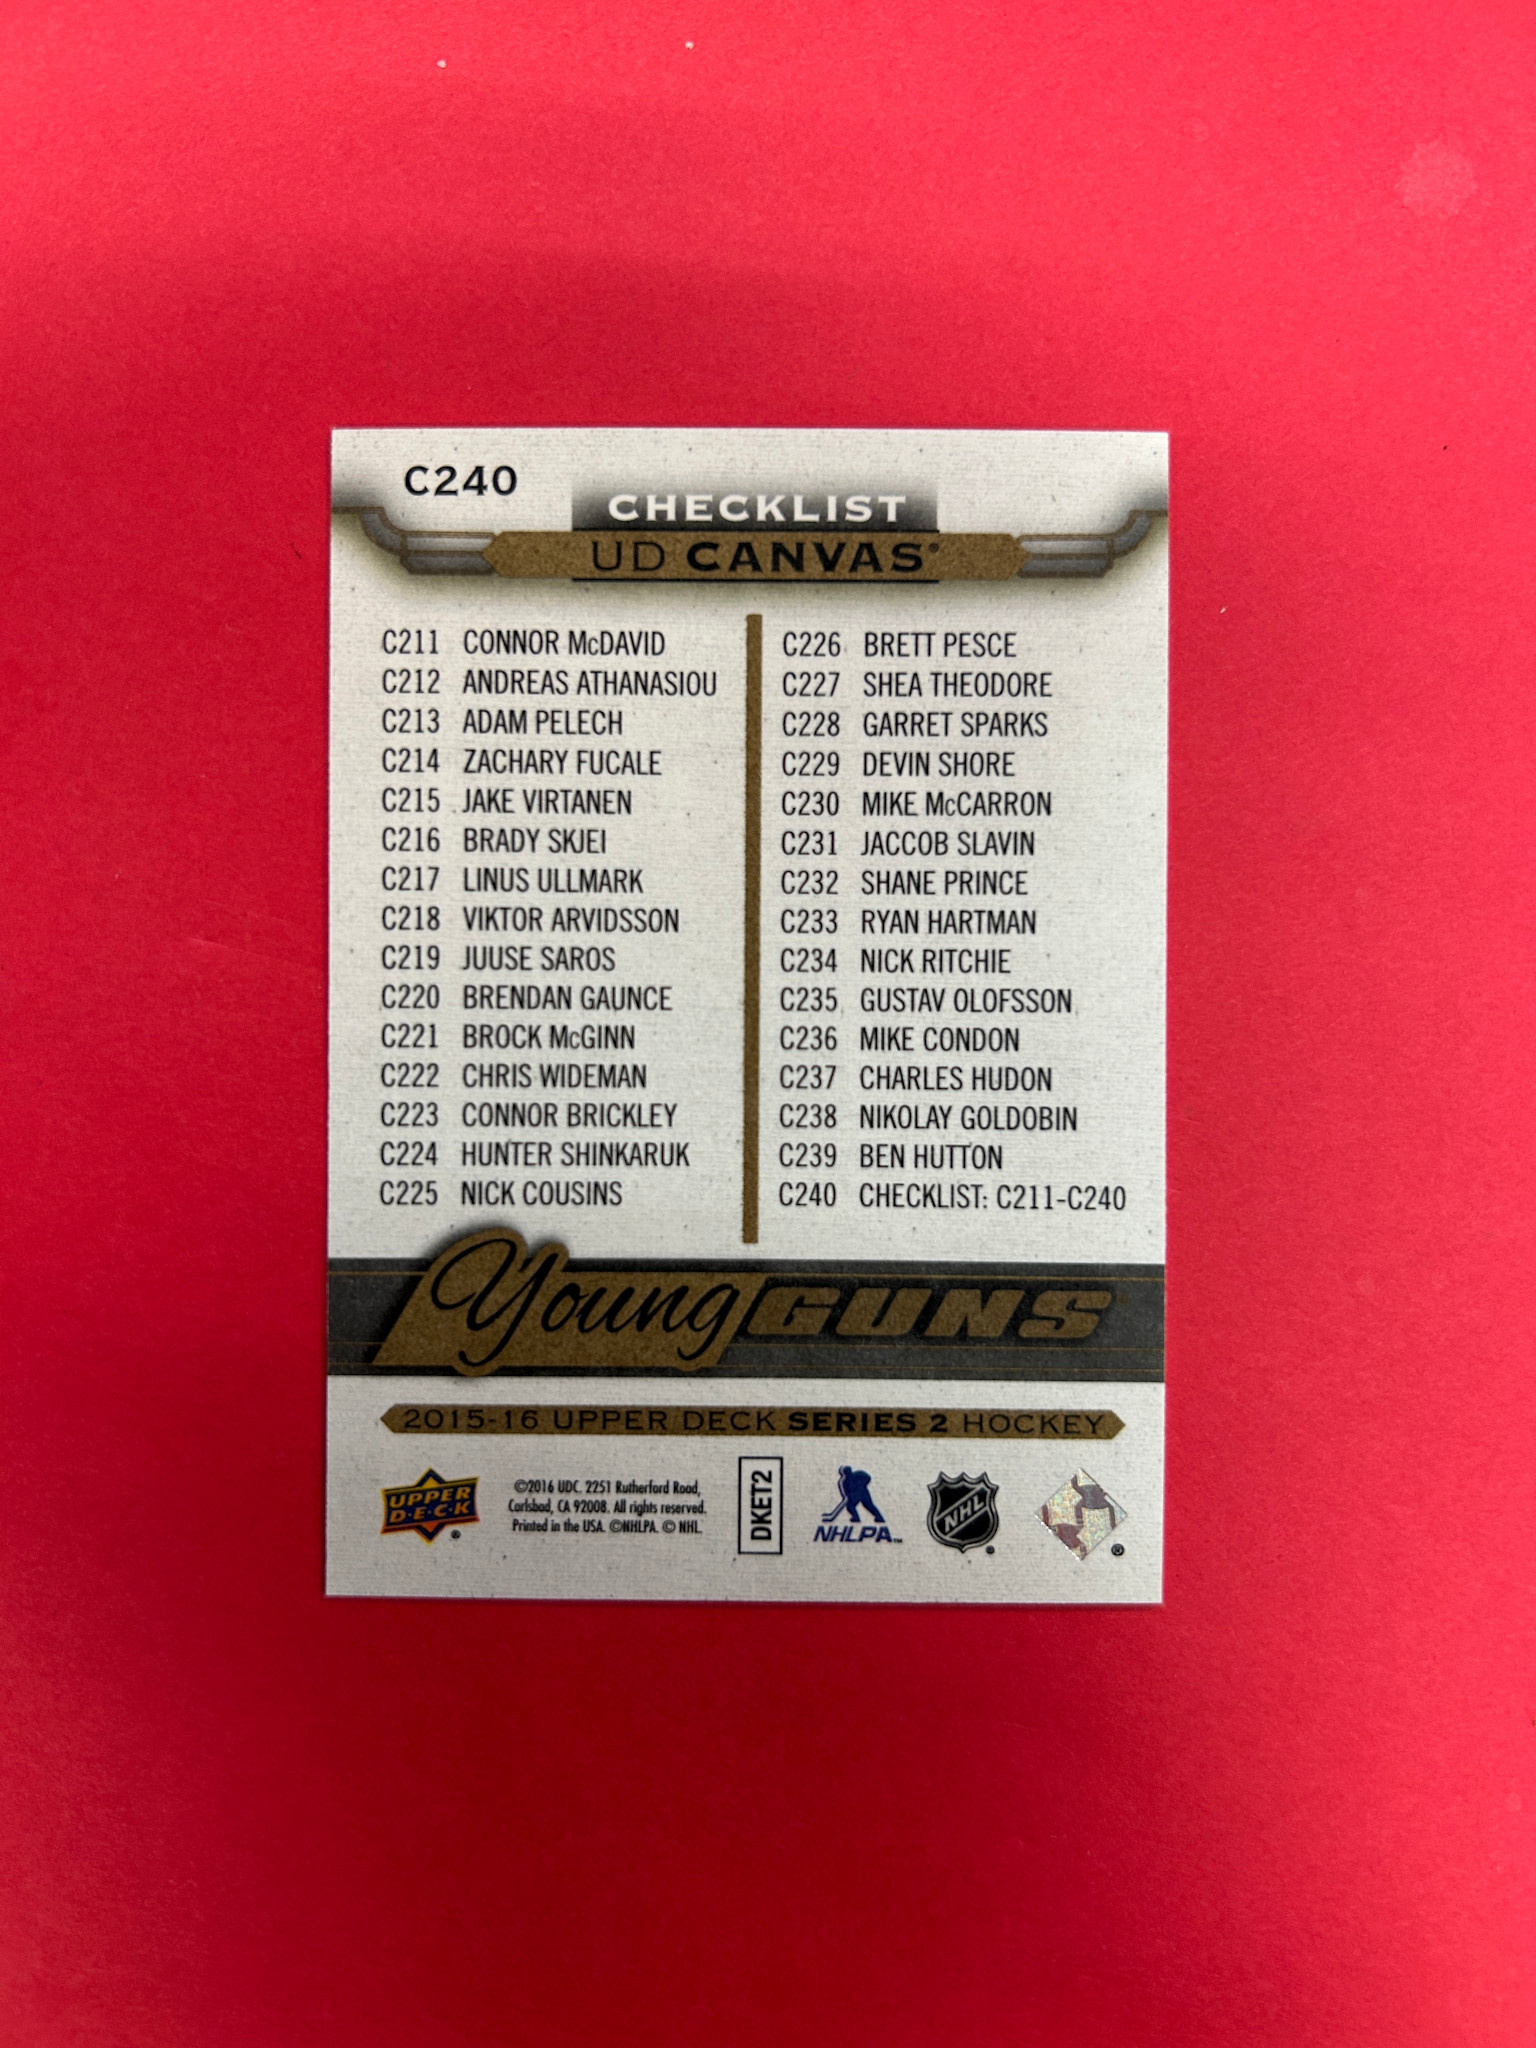 C240
CHECKLIST
UD CANVAS®
C211 CONNOR McDAVID
C212 ANDREAS ATHANASIOU
C213 ADAM PELECH
C214 ZACHARY FUCALE
C215 JAKE VIRTANEN
C216 BRADY SKJEI
C217 LINUS ULLMARK
C218 VIKTOR ARVIDSSON
C219 JUUSE SAROS
C220 BRENDAN GAUNCE
C221 BROCK McGINN
C222 CHRIS WIDEMAN
C223 CONNOR BRICKLEY
C224 HUNTER SHINKARUK
C225 NICK COUSINS
C226 BRETT PESCE
C227 SHEA THEODORE
C228 GARRET SPARKS
C229 DEVIN SHORE
C230 MIKE McCARRON
C231 JACCOB SLAVIN
C232 SHANE PRINCE
C233 RYAN HARTMAN
C234 NICK RITCHIE
C235 GUSTAV OLOFSSON
C236 MIKE CONDON
C237 CHARLES HUDON
C238 NIKOLAY GOLDOBIN
C239 BEN HUTTON
C240 CHECKLIST: C211-C240
Young GUNS
2015-16 UPPER DECK SERIES 2 HOCKEY
UPPER
D·E·C·K
®
©2016 UDC. 2251 Rutherford Road,
Carlsbad, CA 92008. All rights reserved.
Printed in the USA. ©NHLPA. © NHL.
DKET2
NHLPA™
NHL
®
®